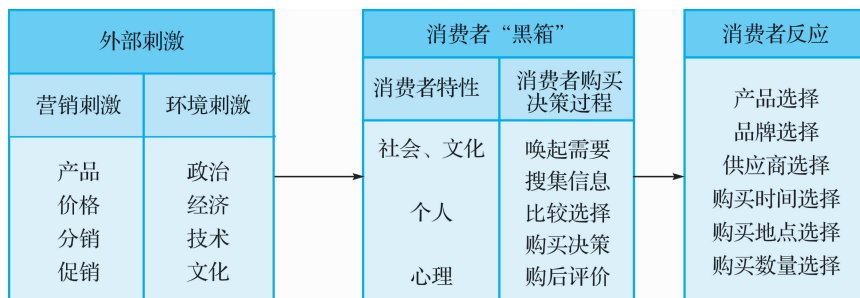 外部刺激
营销刺激
环境刺激
产品
价格
分销
促销
政治
经济
技术
文化
消费者“黑箱”
消费者特性
消费者购买
决策过程
社会、文化
个人
心理
唤起需要
搜集信息
比较选择
购买决策
购后评价
消费者反应
产品选择
品牌选择
供应商选择
购买时间选择
购买地点选择
购买数量选择